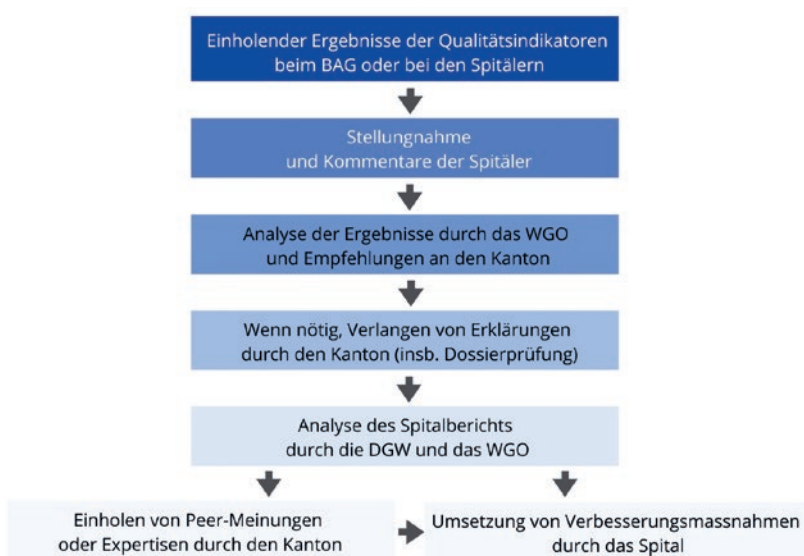 Einholender Ergebnisse der Qualitätsindikatoren
beim BAG oder bei den Spitälern
Stellungnahme
und Kommentare der Spitäler
Analyse der Ergebnisse durch das WGO
und Empfehlungen an den Kanton
Wenn nötig, Verlangen von Erklärungen
durch den Kanton (insb. Dossierprüfung)
Analyse des Spitalberichts
durch die DGW und das WGO
Einholen von Peer-Meinungen
oder Expertisen durch den Kanton
Umsetzung von Verbesserungsmassnahmen
durch das Spital